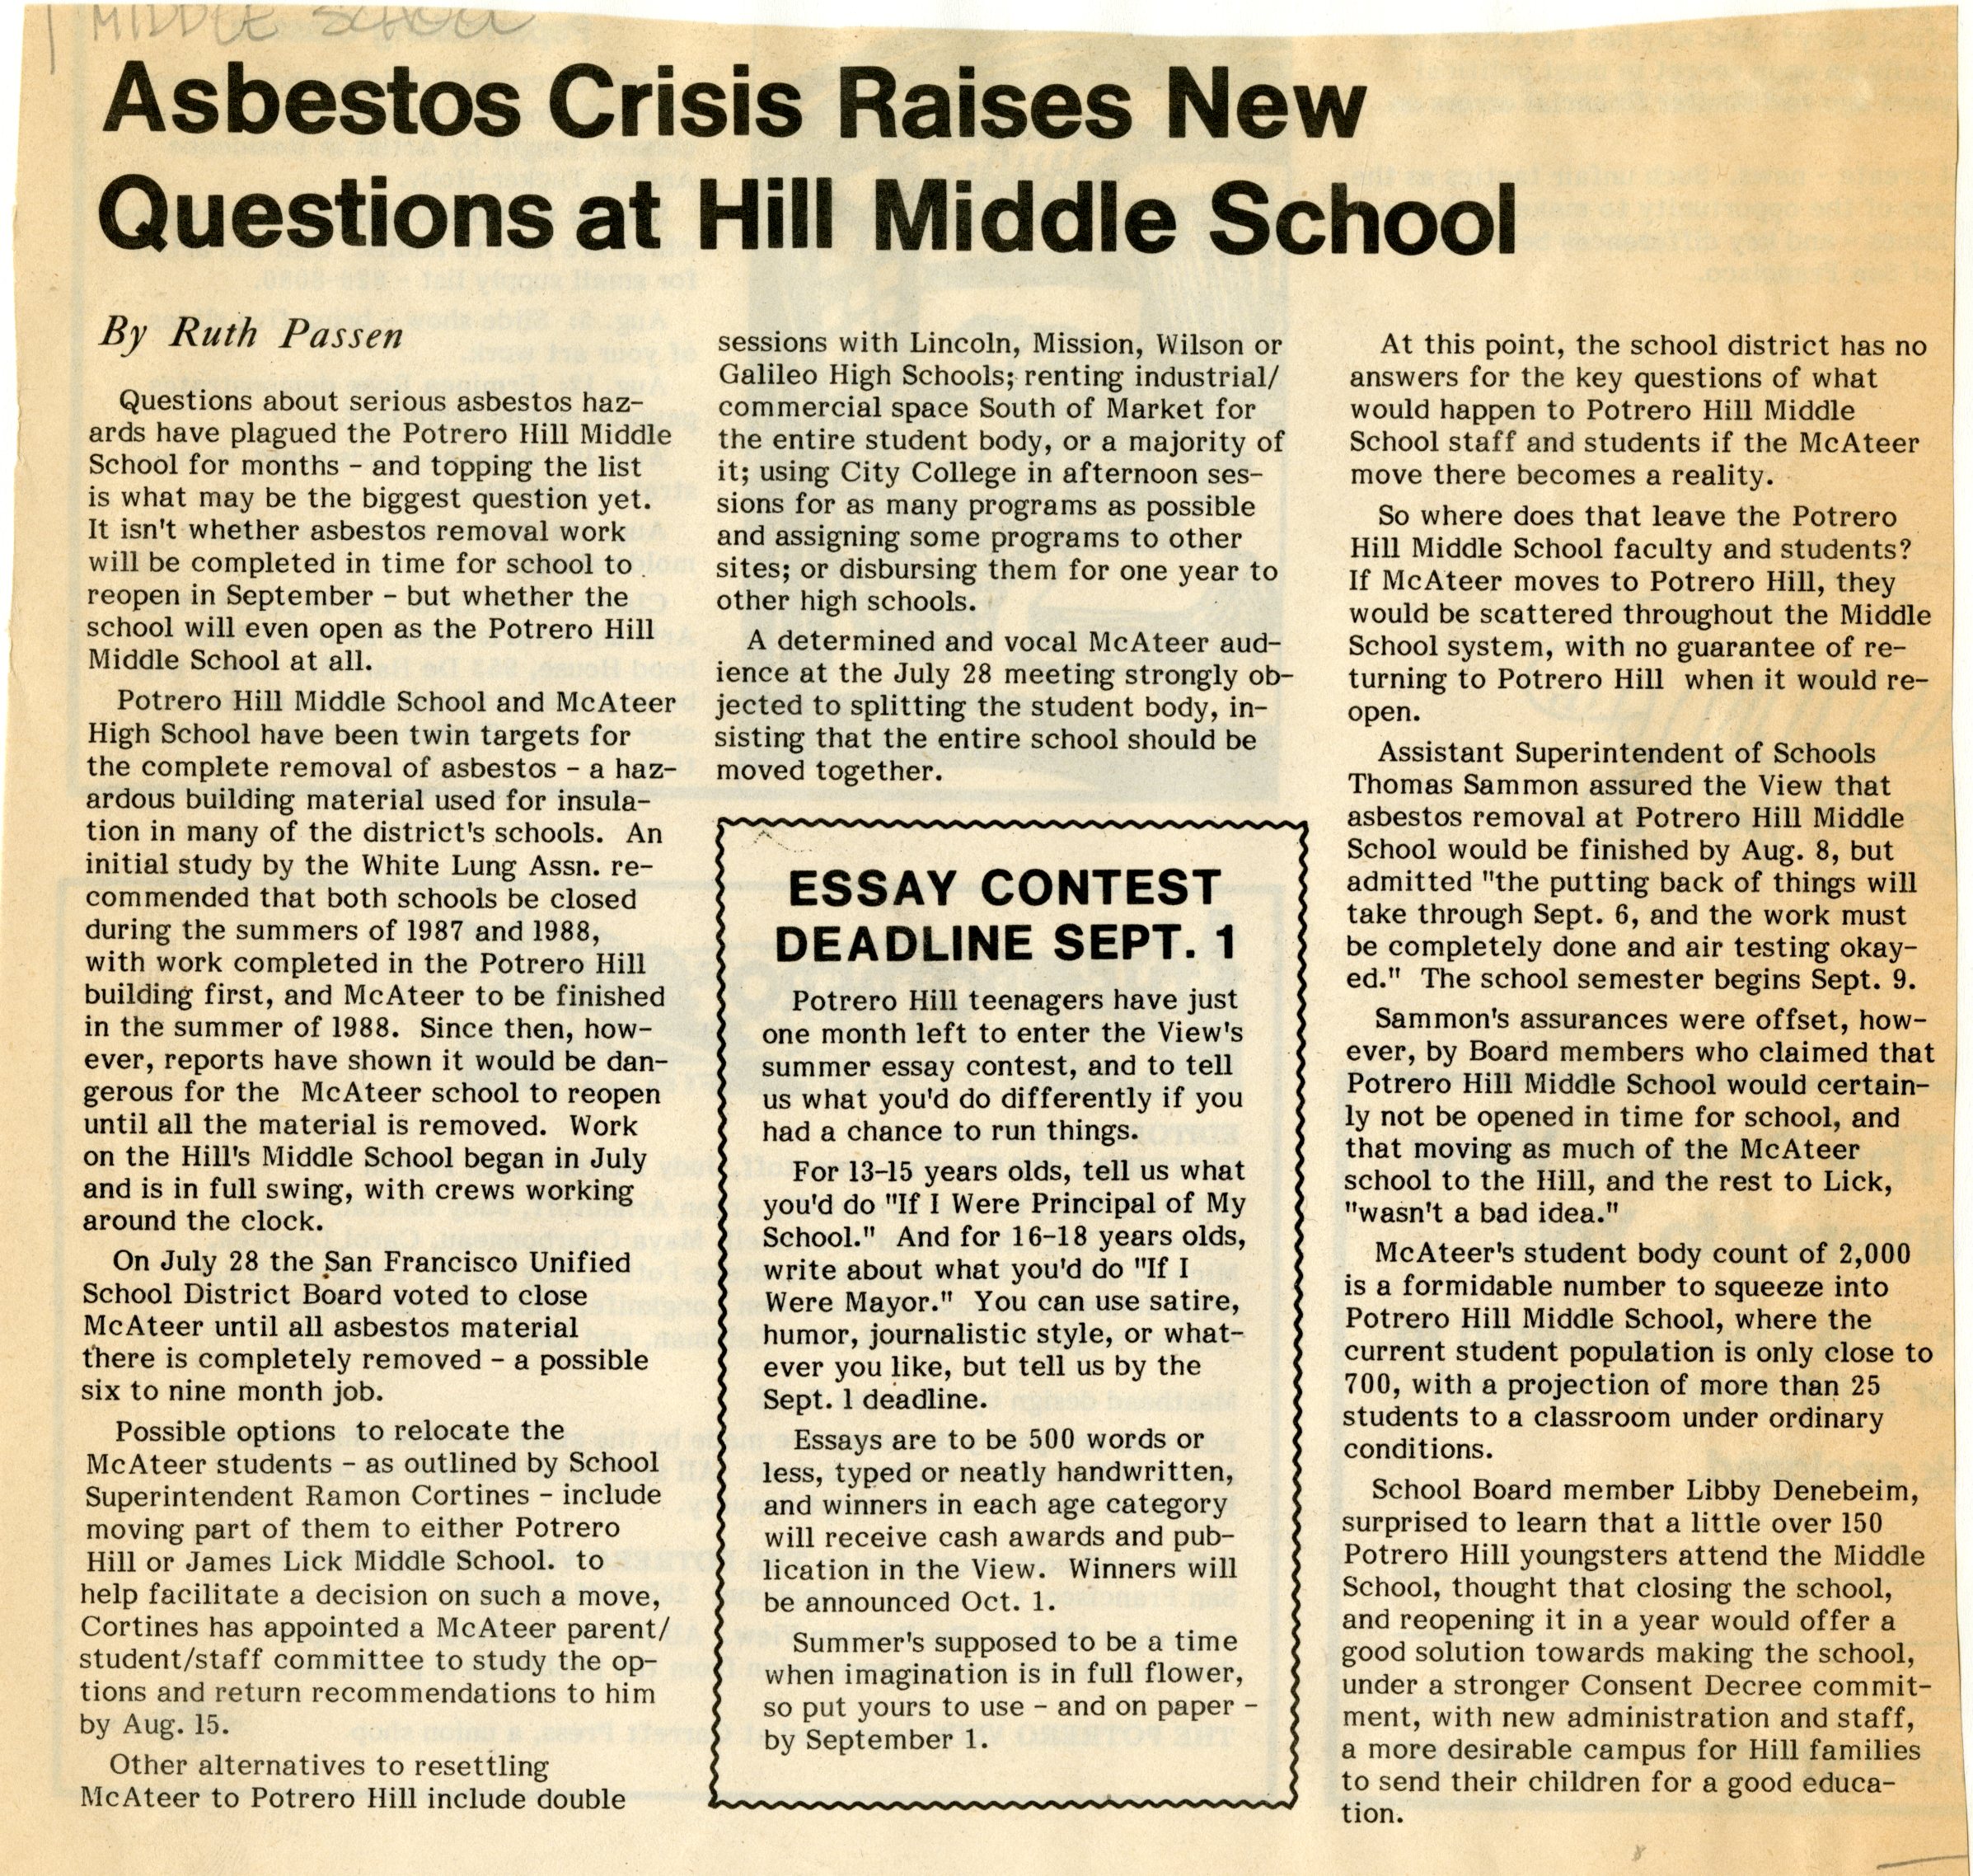 MIDDLE SCHOOL
Asbestos Crisis Raises New
Questions at Hill Middle School
By Ruth Passen
Questions about serious asbestos haz-
ards have plagued the Potrero Hill Middle
School for months - and topping the list
is what may be the biggest question yet.
It isn't whether asbestos removal work
will be completed in time for school to
reopen in September - but whether the
school will even open as the Potrero Hill
Middle School at all.
Potrero Hill Middle School and McAteer
High School have been twin targets for
the complete removal of asbestos - a haz-
ardous building material used for insula-
tion in many of the district's schools. An
initial study by the White Lung Assn. re-
commended that both schools be closed
during the summers of 1987 and 1988,
with work completed in the Potrero Hill
building first, and McAteer to be finished
in the summer of 1988. Since then, how-
ever, reports have shown it would be dan-
gerous for the McAteer school to reopen
until all the material is removed. Work
on the Hill's Middle School began in July
and is in full swing, with crews working
around the clock.
On July 28 the San Francisco Unified
School District Board voted to close
McAteer until all asbestos material
there is completely removed - a possible
six to nine month job.
Possible options to relocate the
McAteer students - as outlined by School
Superintendent Ramon Cortines - include
moving part of them to either Potrero
Hill or James Lick Middle School. to
help facilitate a decision on such a move,
Cortines has appointed a McAteer parent/
student/staff committee to study the op-
tions and return recommendations to him
by Aug. 15.
Other alternatives to resettling
McAteer to Potrero Hill include double
sessions with Lincoln, Mission, Wilson or
Galileo High Schools; renting industrial/
commercial space South of Market for
the entire student body, or a majority of
it; using City College in afternoon ses-
sions for as many programs as possible
and assigning some programs to other
sites; or disbursing them for one year to
other high schools.
A determined and vocal McAteer aud-
ience at the July 28 meeting strongly ob-
jected to splitting the student body, in-
sisting that the entire school should be
moved together.
ESSAY CONTEST
DEADLINE SEPT. 1
Potrero Hill teenagers have just
one month left to enter the View's
summer essay contest, and to tell
us what you'd do differently if you
had a chance to run things.
For 13-15 years olds, tell us what
you'd do "If I Were Principal of My
School." And for 16-18 years olds,
write about what you'd do "If I
Were Mayor." You can use satire,
humor, journalistic style, or what-
ever you like, but tell us by the
Sept. 1 deadline.
Essays are to be 500 words or
less, typed or neatly handwritten,
and winners in each age category
will receive cash awards and pub-
lication in the View. Winners will
be announced Oct. 1.
Summer's supposed to be a time
when imagination is in full flower,
so put yours to use - and on paper -
by September 1.
At this point, the school district has no
answers for the key questions of what
would happen to Potrero Hill Middle
School staff and students if the McAteer
move there becomes a reality.
So where does that leave the Potrero
Hill Middle School faculty and students?
If McAteer moves to Potrero Hill, they
would be scattered throughout the Middle
School system, with no guarantee of re-
turning to Potrero Hill when it would re-
open.
Assistant Superintendent of Schools
Thomas Sammon assured the View that
asbestos removal at Potrero Hill Middle
School would be finished by Aug. 8, but
admitted "the putting back of things will
take through Sept. 6, and the work must
be completely done and air testing okay-
ed." The school semester begins Sept. 9.
Sammon's assurances were offset, how-
ever, by Board members who claimed that
Potrero Hill Middle School would certain-
ly not be opened in time for school, and
that moving as much of the McAteer
school to the Hill, and the rest to Lick,
"wasn't a bad idea."
McAteer's student body count of 2,000
is a formidable number to squeeze into
Potrero Hill Middle School, where the
current student population is only close to
700, with a projection of more than 25
students to a classroom under ordinary
conditions.
School Board member Libby Denebeim,
surprised to learn that a little over 150
Potrero Hill youngsters attend the Middle
School, thought that closing the school,
and reopening it in a year would offer a
good solution towards making the school,
under a stronger Consent Decree commit-
ment, with new administration and staff,
a more desirable campus for Hill families
to send their children for a good educa-
tion.